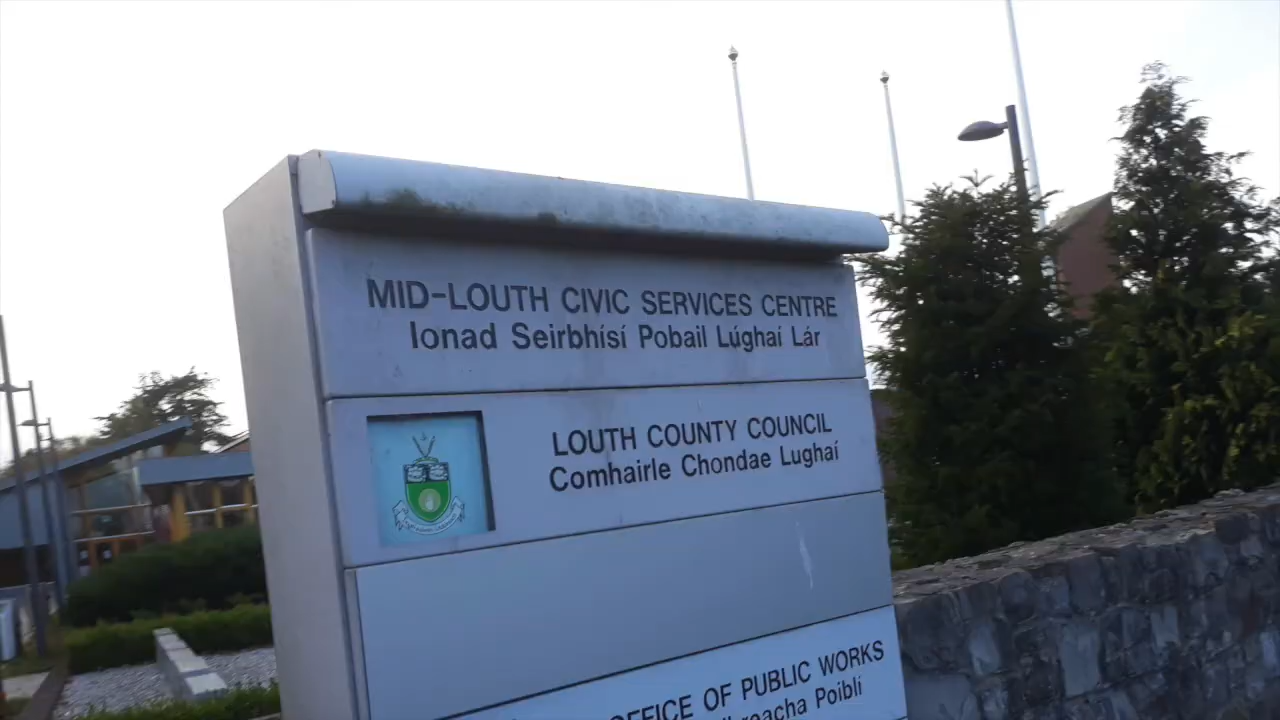 MID-LOUTH CIVIC SERVICES CENTRE
Ionad Seirbhísí Pobail Lúghaí Lár
LOUTH COUNTY COUNCIL
Comhairle Chondae Lughaí
OFFICE OF PUBLIC WORKS
Poiblí